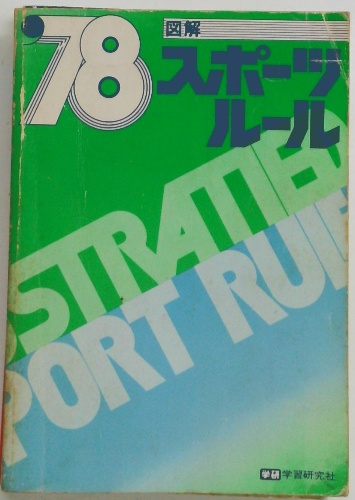 '78
図解
スポーツ
ルール
STRATED
PORT RULE
学研 学習研究社